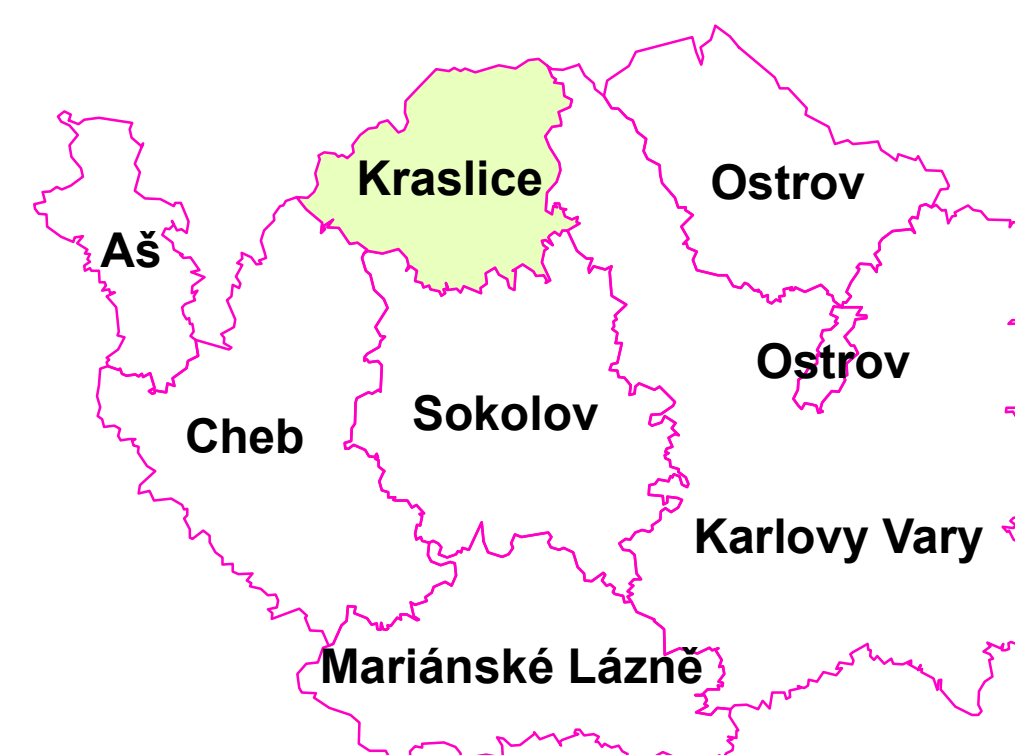 Kraslice
Ostrov
Aš
Ostrov
Sokolov
Cheb
Karlovy Vary
Mariánské Lázně